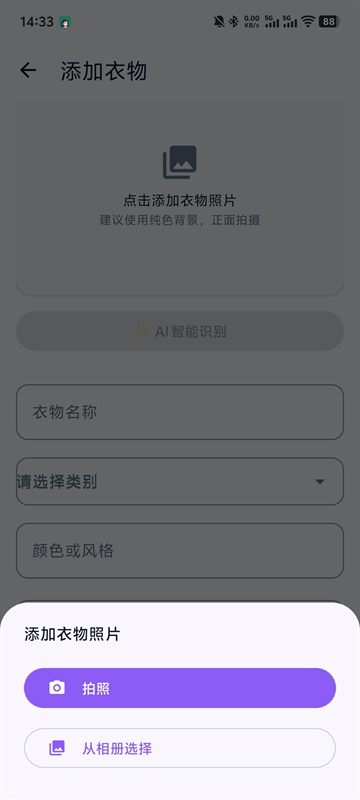 14:33
0.00 KB/s 5G 5G 88
添加衣物
点击添加衣物照片
建议使用纯色背景，正面拍摄
✨ AI智能识别
衣物名称
请选择类别
颜色或风格
添加衣物照片
拍照
从相册选择